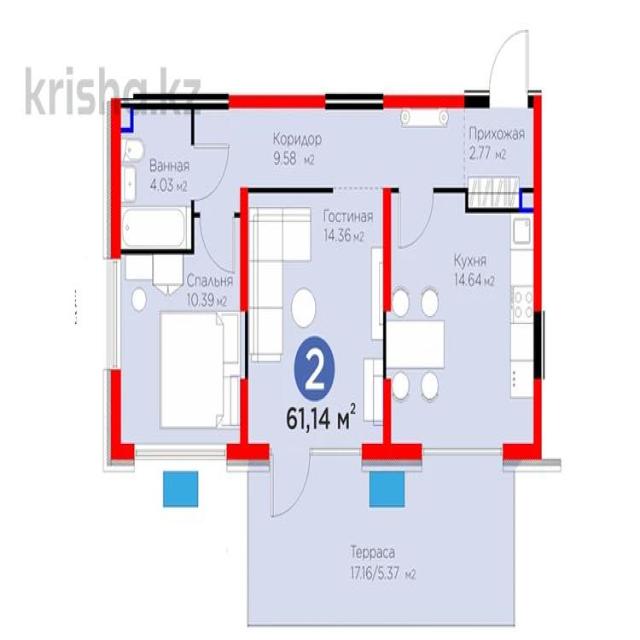 krisha.kz
Коридор
9.58 м2
Прихожая
2.77 м2
Ванная
4.03 м2
Гостиная
14.36 м2
Кухня
14.64 м2
Спальня
10.39 м2
2
61,14 м²
Терраса
17.16/5.37 м2